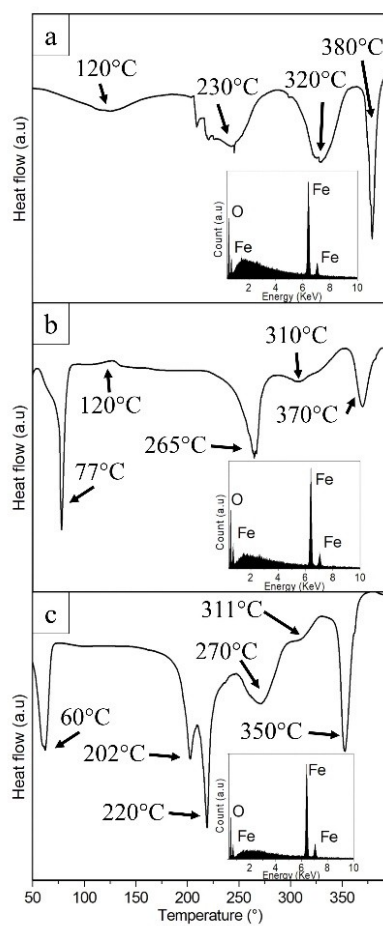 a
120°C
230°C
320°C
380°C
Heat flow (a.u)
Count (a.u)
O
Fe
Fe
Fe
2 4 6 8 10
Energy (KeV)
b
120°C
77°C
265°C
310°C
370°C
Heat flow (a.u)
Count (a.u)
O
Fe
Fe
Fe
2 4 6 8 10
Energy (KeV)
c
60°C
202°C
220°C
270°C
311°C
350°C
Heat flow (a.u)
Count (a.u)
O
Fe
Fe
Fe
2 4 6 8 10
Energy (KeV)
50 100 150 200 250 300 350
Temperature (°)